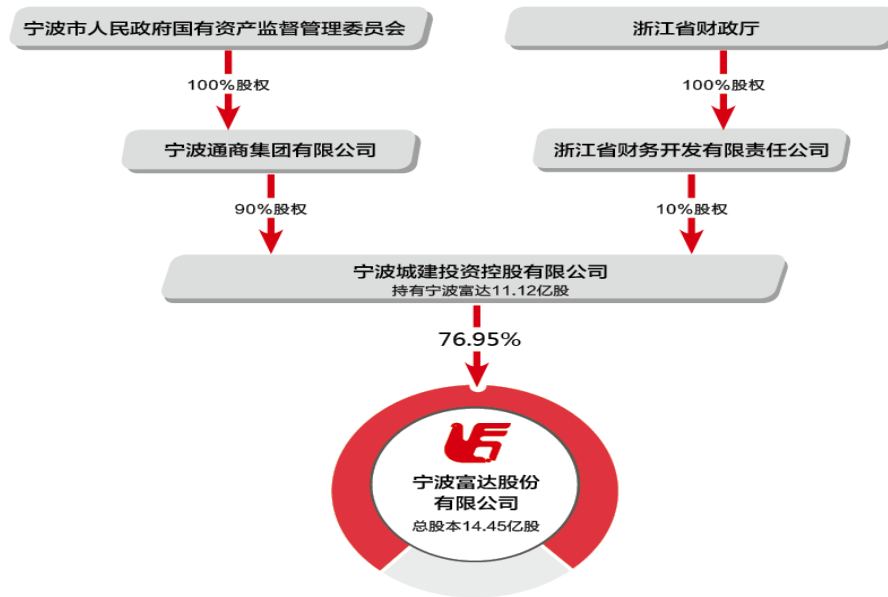 宁波市人民政府国有资产监督管理委员会
浙江省财政厅
100%股权
100%股权
宁波通商集团有限公司
浙江省财务开发有限责任公司
90%股权
10%股权
宁波城建投资控股有限公司
持有宁波富达11.12亿股
76.95%
宁波富达股份
有限公司
总股本14.45亿股